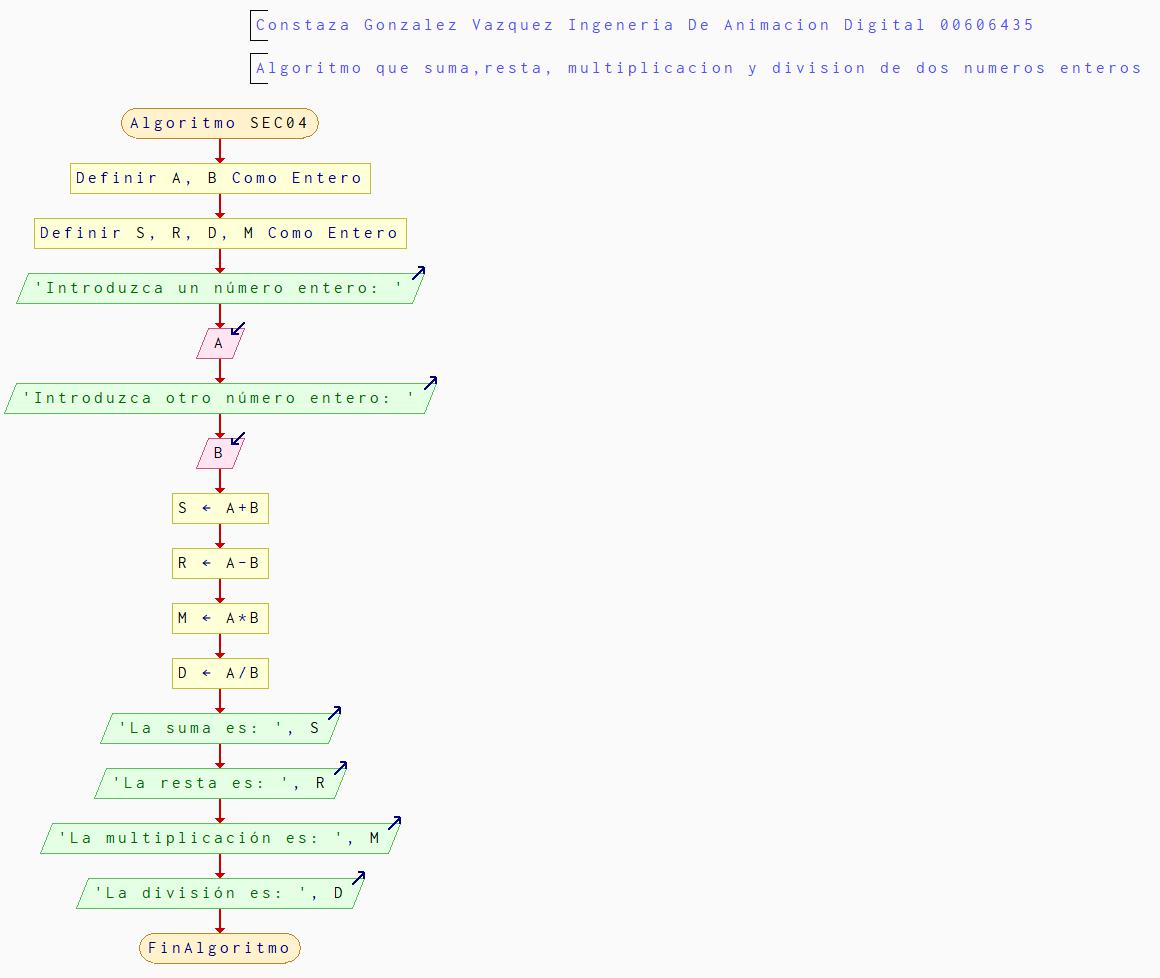 Constaza Gonzalez Vazquez Ingeneria De Animacion Digital 00606435
Algoritmo que suma,resta, multiplicacion y division de dos numeros enteros
Algoritmo SEC04
Definir A, B Como Entero
Definir S, R, D, M Como Entero
'Introduzca un número entero: '
A
'Introduzca otro número entero: '
B
S ← A+B
R ← A-B
M ← A*B
D ← A/B
'La suma es: ', S
'La resta es: ', R
'La multiplicación es: ', M
'La división es: ', D
FinAlgoritmo